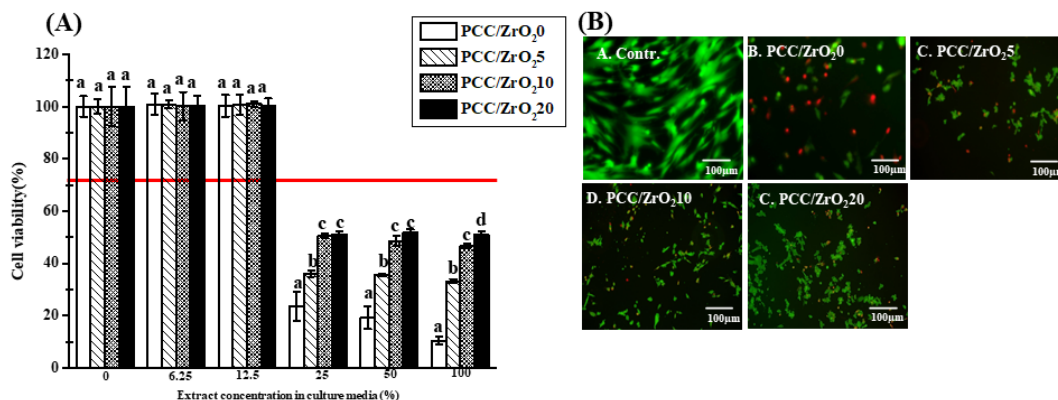 (A)
PCC/ZrO₂0
PCC/ZrO₂5
PCC/ZrO₂10
PCC/ZrO₂20
Cell viability(%)
120
100
80
60
40
20
0
a a a a
a a a a
a a a a
a b c c
a b c c
a b c d
0 6.25 12.5 25 50 100
Extract concentration in culture media (%)
(B)
A. Contr.
100μm
B. PCC/ZrO₂0
100μm
C. PCC/ZrO₂5
100μm
D. PCC/ZrO₂10
100μm
C. PCC/ZrO₂20
100μm